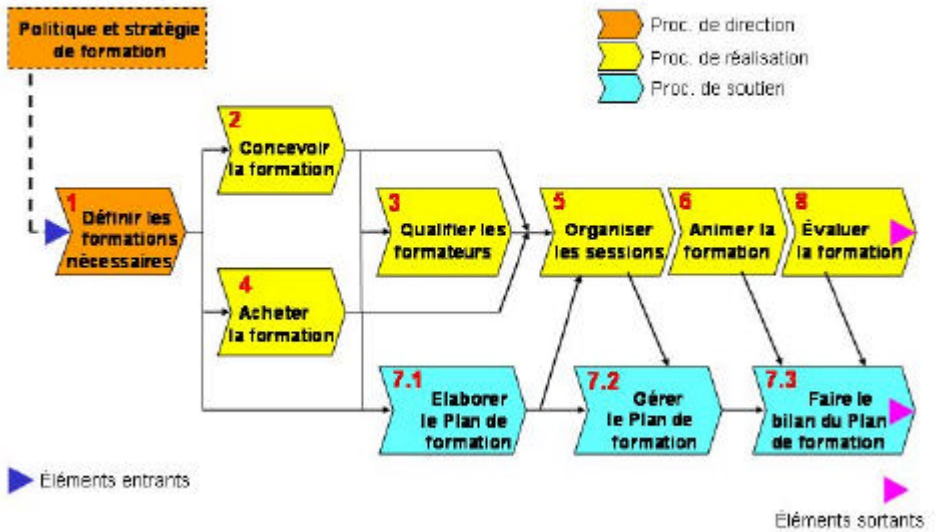 Politique et stratégie
de formation
Proc. de direction
Proc. de réalisation
Proc. de soutien
2
Concevoir
la formation
1
Définir les
formations
nécessaires
3
Qualifier les
formateurs
5
Organiser
les sessions
6
Animer la
formation
8
Évaluer
la formation
4
Acheter
la formation
7.1
Elaborer
le Plan de
formation
7.2
Gérer
le Plan de
formation
7.3
Faire le
bilan du Plan
de formation
Éléments entrants
Éléments sortants